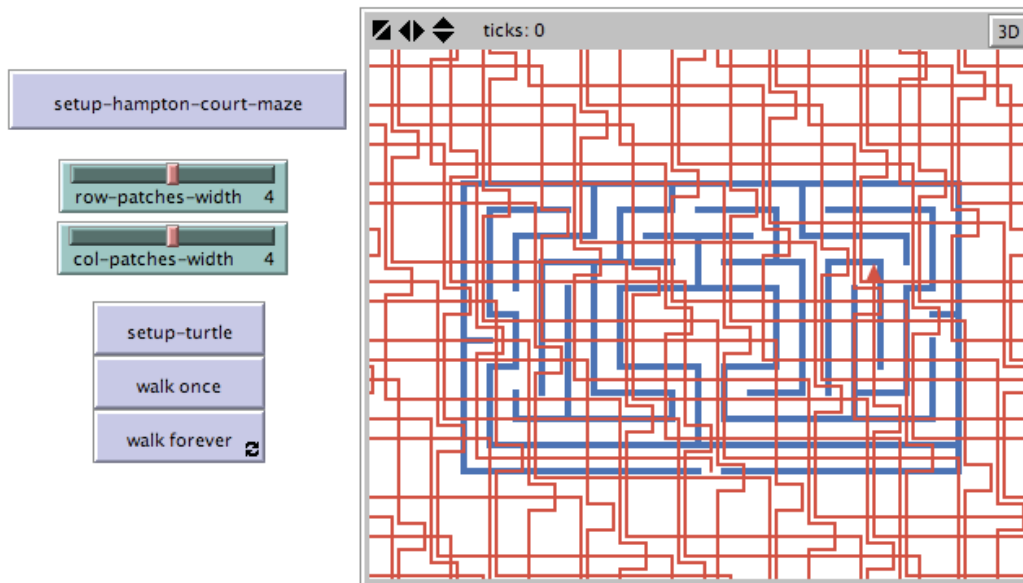 ticks: 0
3D
setup-hampton-court-maze
row-patches-width 4
col-patches-width 4
setup-turtle
walk once
walk forever